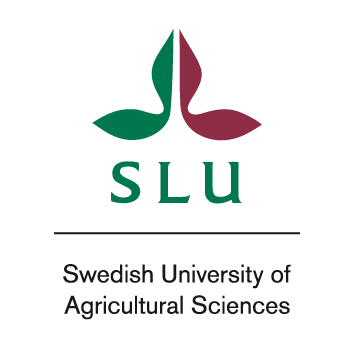 SLU
Swedish University of
Agricultural Sciences